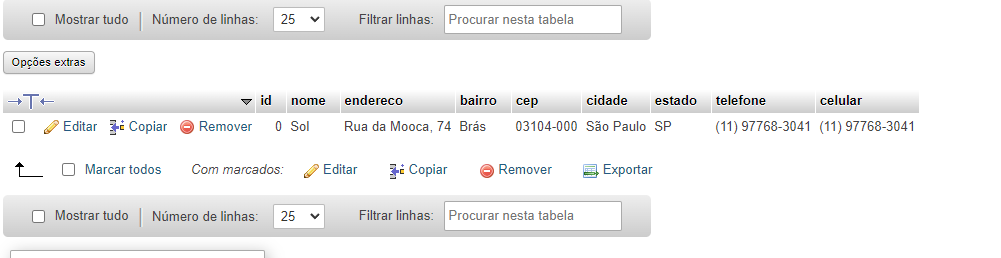 Mostrar tudo Número de linhas: 25 Filtrar linhas: Procurar nesta tabela
Opções extras
id nome endereco bairro cep cidade estado telefone celular
Editar Copiar Remover 0 Sol Rua da Mooca, 74 Brás 03104-000 São Paulo SP (11) 97768-3041 (11) 97768-3041
Marcar todos Com marcados: Editar Copiar Remover Exportar
Mostrar tudo Número de linhas: 25 Filtrar linhas: Procurar nesta tabela